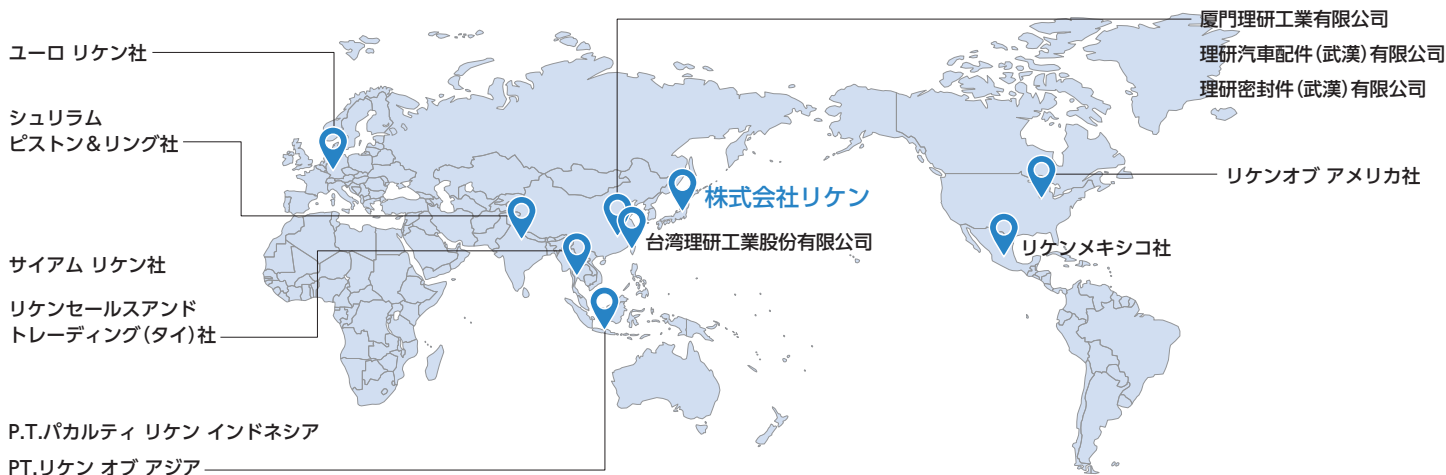 ユーロ リケン社
シュリラム
ピストン＆リング社
サイアム リケン社
リケンセールスアンド
トレーディング（タイ）社
P.T.パカルティ リケン インドネシア
PT.リケン オブ アジア
株式会社リケン
台湾理研工業股份有限公司
厦門理研工業有限公司
理研汽車配件（武漢）有限公司
理研密封件（武漢）有限公司
リケンオブ アメリカ社
リケンメキシコ社